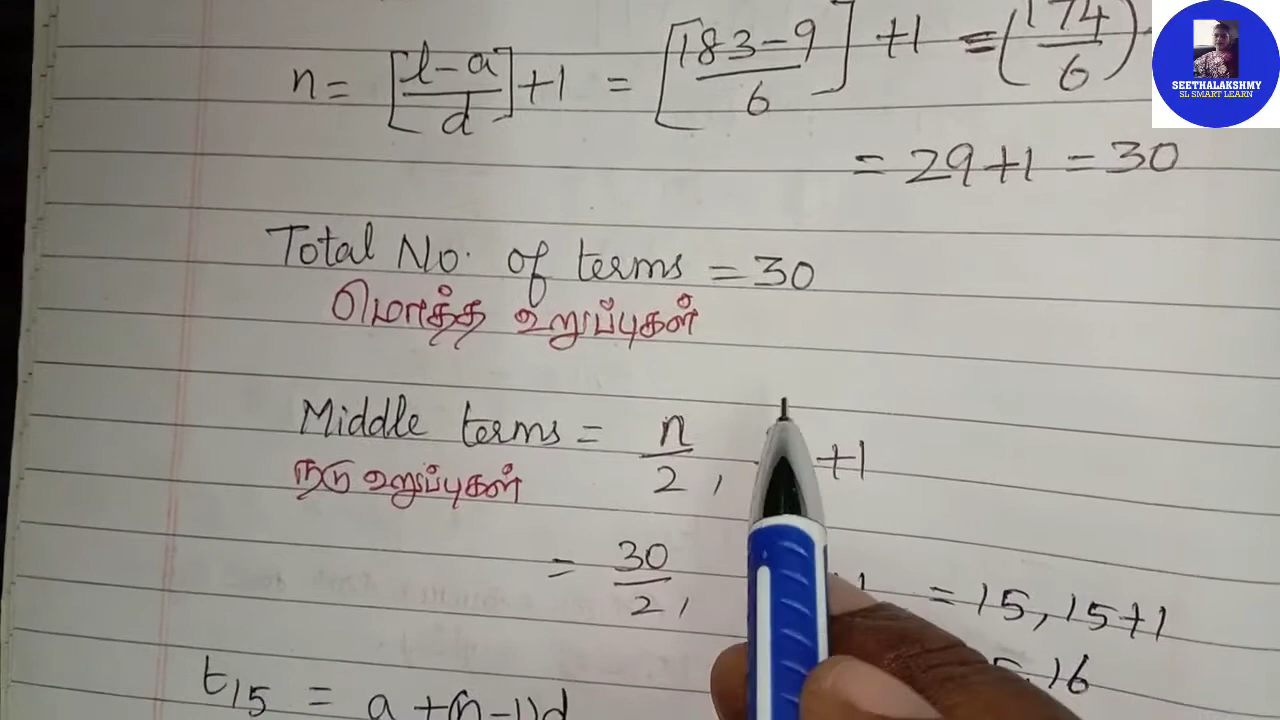 n = [l-a/d]+1 = [183-9/6] +1 = (174/6)
= 29+1 = 30
Total No. of terms = 30
மொத்த உறுப்புகள்
Middle terms = n/2, +1
நடு உறுப்புகள்
= 30/2, +1 = 15, 15+1
16
t15 = a+(n-1)d
SEETHALAKSHMY
SL SMART LEARN